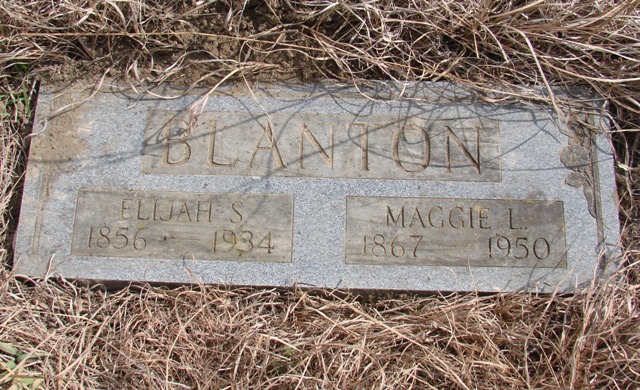 BLANTON
ELIJAH S.
1856 — 1934
MAGGIE L.
1867 1950